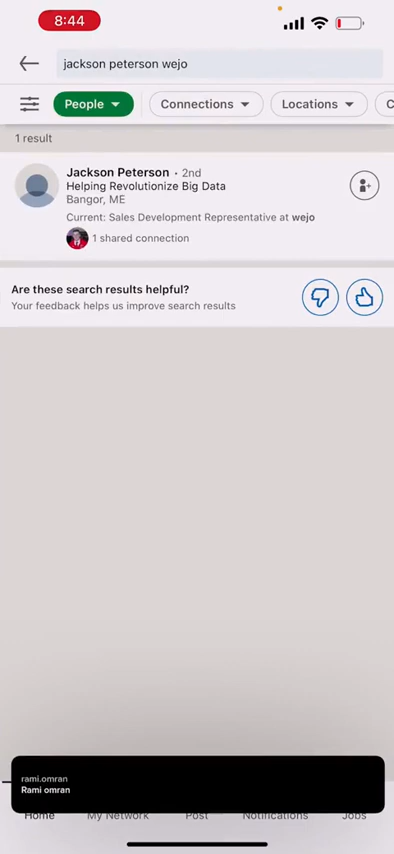 8:44
jackson peterson wejo
People
Connections
Locations
C
1 result
Jackson Peterson • 2nd
Helping Revolutionize Big Data
Bangor, ME
Current: Sales Development Representative at wejo
1 shared connection
Are these search results helpful?
Your feedback helps us improve search results
rami.omran
Rami omran
Home
My Network
Post
Notifications
Jobs